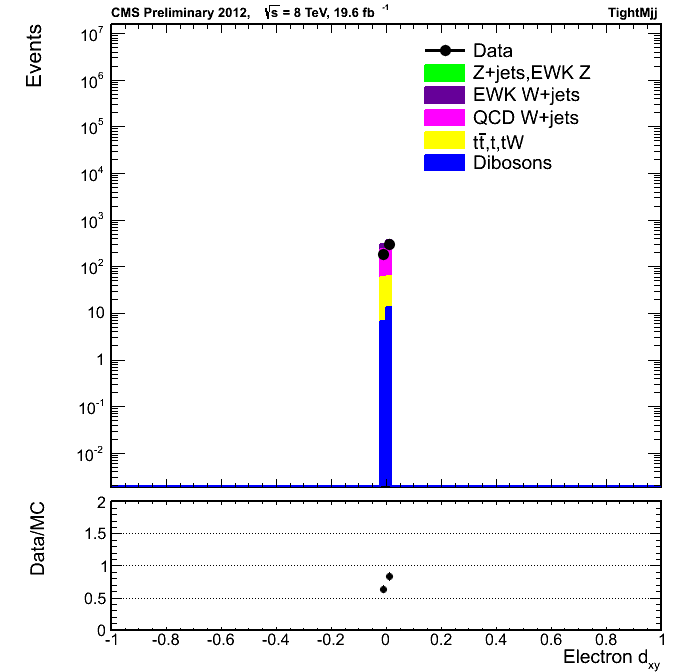 CMS Preliminary 2012, √s = 8 TeV, 19.6 fb⁻¹ TightMjj
Events
10⁷
10⁶
10⁵
10⁴
10³
10²
10
1
10⁻¹
10⁻²
Data
Z+jets,EWK Z
EWK W+jets
QCD W+jets
tt̅,t,tW
Dibosons
Data/MC
2
1.5
1
0.5
0
-1 -0.8 -0.6 -0.4 -0.2 0 0.2 0.4 0.6 0.8 1
Electron d_xy